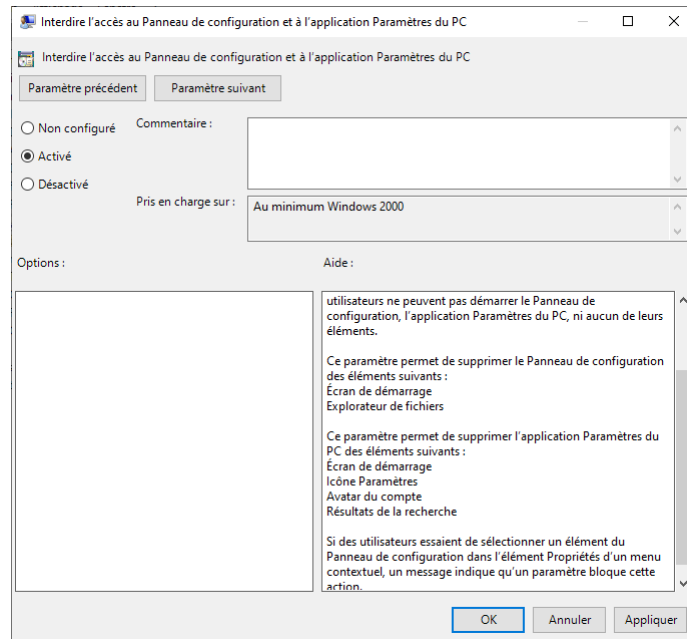 Interdire l'accès au Panneau de configuration et à l'application Paramètres du PC
Interdire l'accès au Panneau de configuration et à l'application Paramètres du PC
Paramètre précédent
Paramètre suivant
Non configuré
Commentaire :
Activé
Désactivé
Pris en charge sur :
Au minimum Windows 2000
Options :
Aide :
utilisateurs ne peuvent pas démarrer le Panneau de
configuration, l'application Paramètres du PC, ni aucun de leurs
éléments.
Ce paramètre permet de supprimer le Panneau de configuration
des éléments suivants :
Écran de démarrage
Explorateur de fichiers
Ce paramètre permet de supprimer l'application Paramètres du
PC des éléments suivants :
Écran de démarrage
Icône Paramètres
Avatar du compte
Résultats de la recherche
Si des utilisateurs essaient de sélectionner un élément du
Panneau de configuration dans l'élément Propriétés d'un menu
contextuel, un message indique qu'un paramètre bloque cette
action.
OK
Annuler
Appliquer